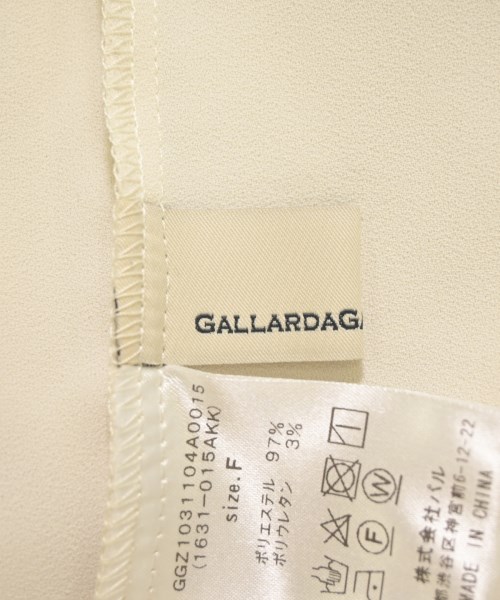 GALLARDAGA
GGZ1031104A0015
(1631-015AKK)
size.F
ポリエステル 97%
ポリウレタン 3%
W
F
株式会社パル
都渋谷区神宮前6-12-22
MADE IN CHINA